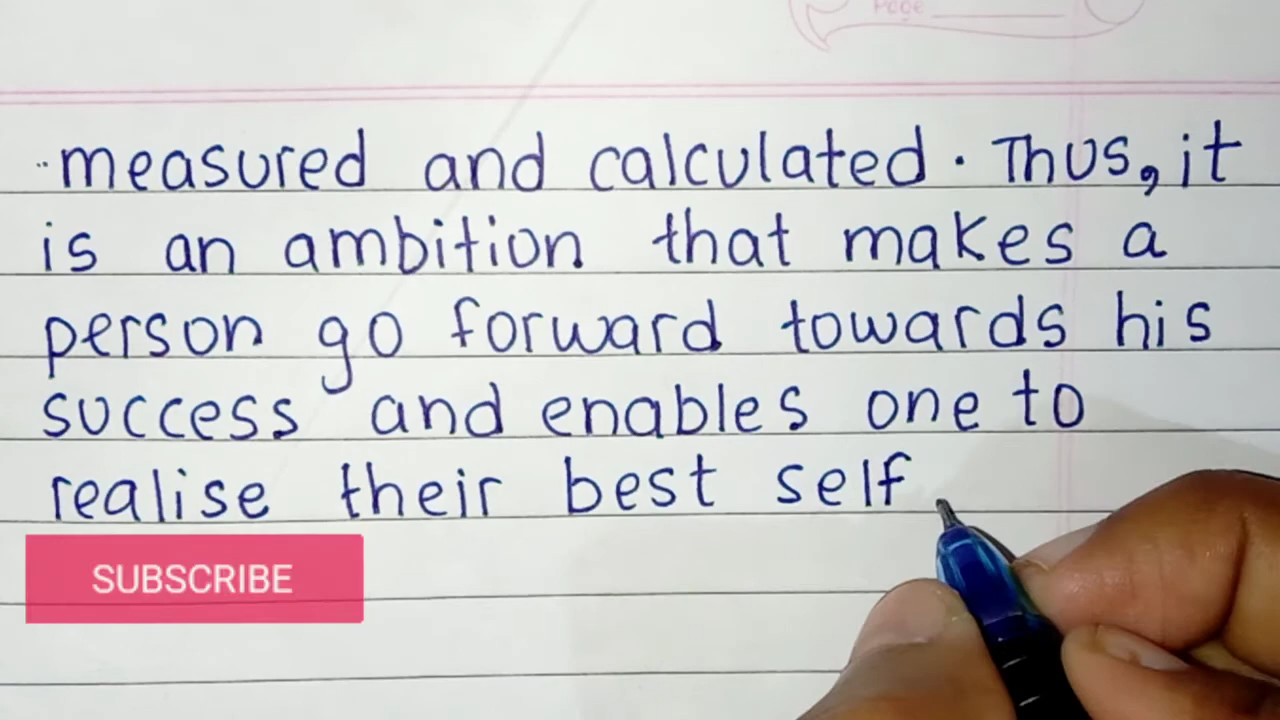 Page
measured and calculated. Thus, it
is an ambition that makes a
person go forward towards his
success and enables one to
realise their best self
SUBSCRIBE